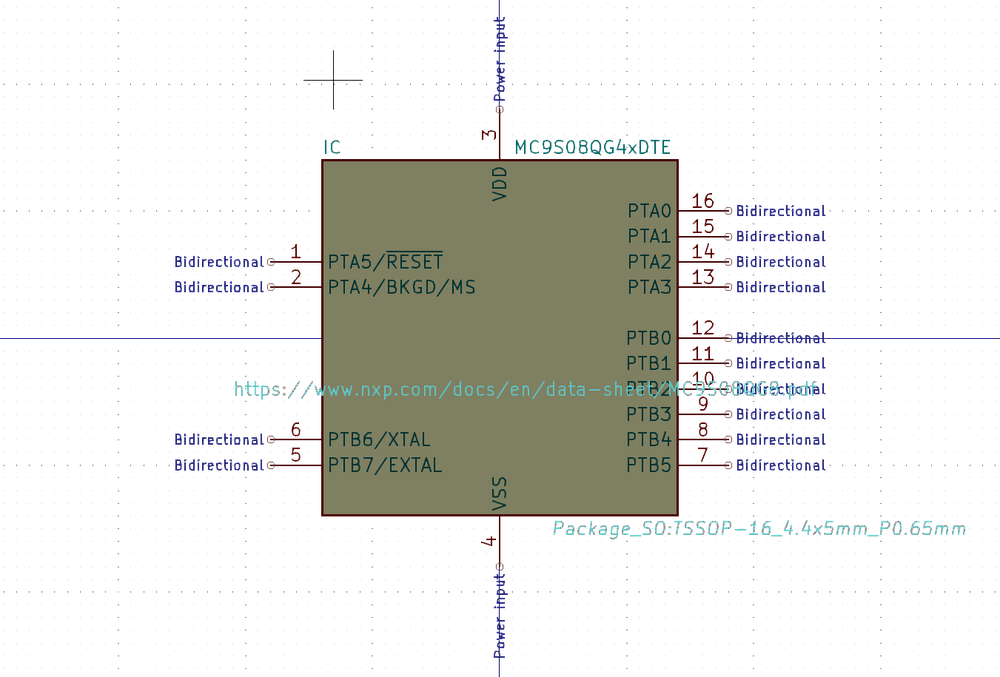 Power input
3
IC
MC9S08QG4xDTE
VDD
PTA0 16 Bidirectional
PTA1 15 Bidirectional
Bidirectional 1 PTA5/RESET
PTA2 14 Bidirectional
Bidirectional 2 PTA4/BKGD/MS
PTA3 13 Bidirectional
PTB0 12 Bidirectional
PTB1 11 Bidirectional
https://www.nxp.com/docs/en/data-sheet/MC9S08QG8.pdf
PTB2 10 Bidirectional
PTB3 9 Bidirectional
Bidirectional 6 PTB6/XTAL
PTB4 8 Bidirectional
Bidirectional 5 PTB7/EXTAL
PTB5 7 Bidirectional
VSS
Package_SO:TSSOP-16_4.4x5mm_P0.65mm
4
Power input